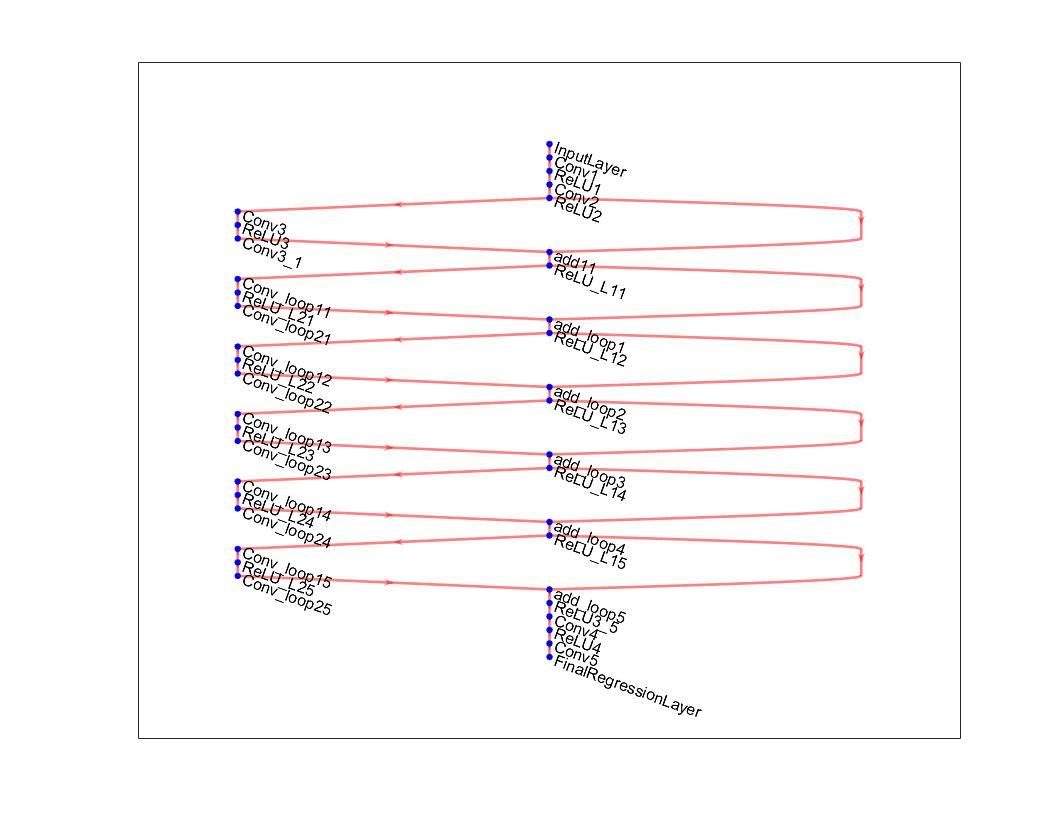 InputLayer
Conv1
ReLU1
Conv2
ReLU2
Conv3
ReLU3
Conv3_1
add11
ReLU_L11
Conv_loop11
ReLU_L21
Conv_loop21
add_loop1
ReLU_L12
Conv_loop12
ReLU_L22
Conv_loop22
add_loop2
ReLU_L13
Conv_loop13
ReLU_L23
Conv_loop23
add_loop3
ReLU_L14
Conv_loop14
ReLU_L24
Conv_loop24
add_loop4
ReLU_L15
Conv_loop15
ReLU_L25
Conv_loop25
add_loop5
ReLU3_5
Conv4
ReLU4
Conv5
FinalRegressionLayer